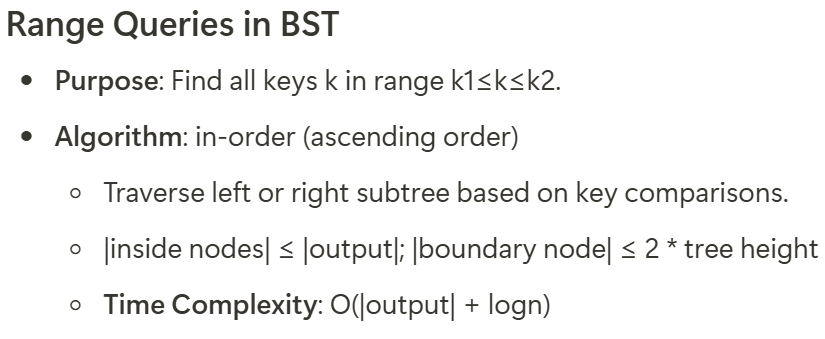 Range Queries in BST
• Purpose: Find all keys k in range k1≤k≤k2.
• Algorithm: in-order (ascending order)
◦ Traverse left or right subtree based on key comparisons.
◦ |inside nodes| ≤ |output|; |boundary node| ≤ 2 * tree height
◦ Time Complexity: O(|output| + logn)